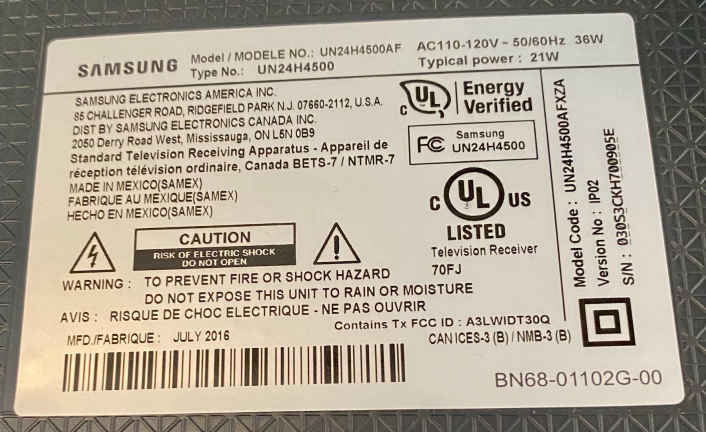 SAMSUNG
Model / MODELE NO.: UN24H4500AF
Type No.: UN24H4500
AC110-120V ~ 50/60Hz 36W
Typical power : 21W
SAMSUNG ELECTRONICS AMERICA INC.
85 CHALLENGER ROAD, RIDGEFIELD PARK N.J. 07660-2112, U.S.A.
DIST BY SAMSUNG ELECTRONICS CANADA INC.
2050 Derry Road West, Mississauga, ON L5N 0B9
Standard Television Receiving Apparatus - Appareil de
réception télévision ordinaire, Canada BETS-7 / NTMR-7
MADE IN MEXICO(SAMEX)
FABRIQUE AU MEXIQUE(SAMEX)
HECHO EN MEXICO(SAMEX)
C UL Energy
Verified
FC Samsung
UN24H4500
C UL US
LISTED
Television Receiver
70FJ
CAUTION
RISK OF ELECTRIC SHOCK
DO NOT OPEN
WARNING : TO PREVENT FIRE OR SHOCK HAZARD
DO NOT EXPOSE THIS UNIT TO RAIN OR MOISTURE
AVIS : RISQUE DE CHOC ELECTRIQUE - NE PAS OUVRIR
Contains Tx FCC ID : A3LWIDT30Q
MFD./FABRIQUE : JULY 2016
CAN ICES-3 (B) / NMB-3 (B)
BN68-01102G-00
Model Code : UN24H4500AFXZA
Version No : IP02
S/N : 03053CKH700905E